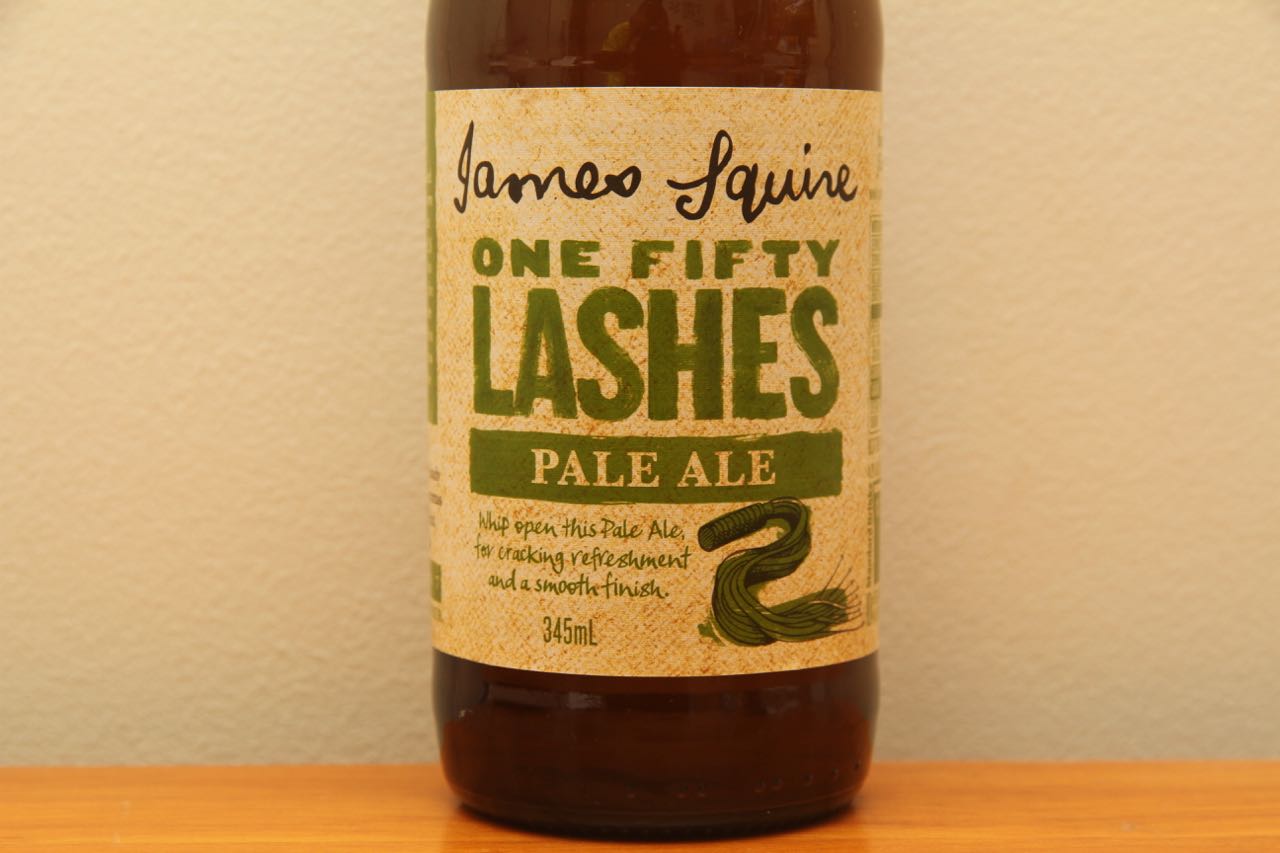 James Squire
ONE FIFTY
LASHES
PALE ALE
Whip open this Pale Ale,
for cracking refreshment
and a smooth finish.
345mL